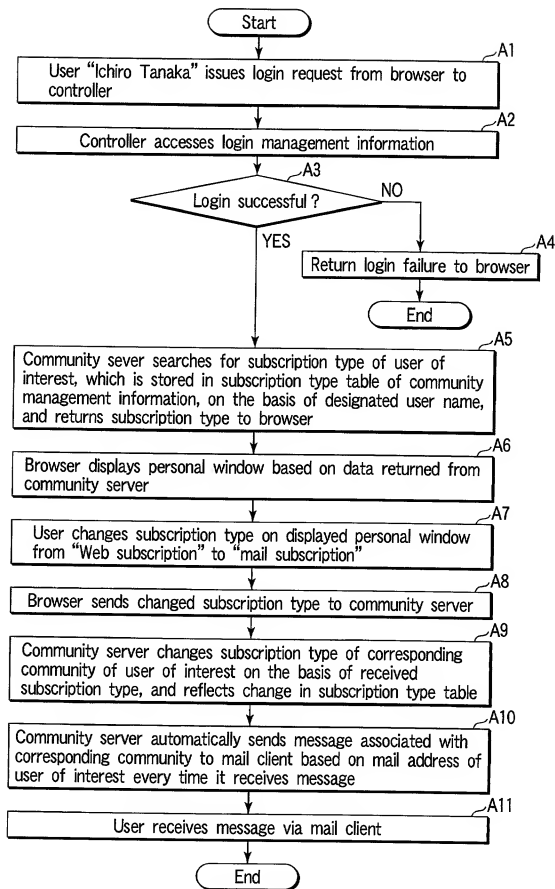 Start
A1
User “Ichiro Tanaka” issues login request from browser to
controller
A2
Controller accesses login management information
A3
Login successful ?
NO
YES
A4
Return login failure to browser
End
A5
Community sever searches for subscription type of user of
interest, which is stored in subscription type table of community
management information, on the basis of designated user name,
and returns subscription type to browser
A6
Browser displays personal window based on data returned from
community server
A7
User changes subscription type on displayed personal window
from “Web subscription” to “mail subscription”
A8
Browser sends changed subscription type to community server
A9
Community server changes subscription type of corresponding
community of user of interest on the basis of received
subscription type, and reflects change in subscription type table
A10
Community server automatically sends message associated with
corresponding community to mail client based on mail address of
user of interest every time it receives message
A11
User receives message via mail client
End